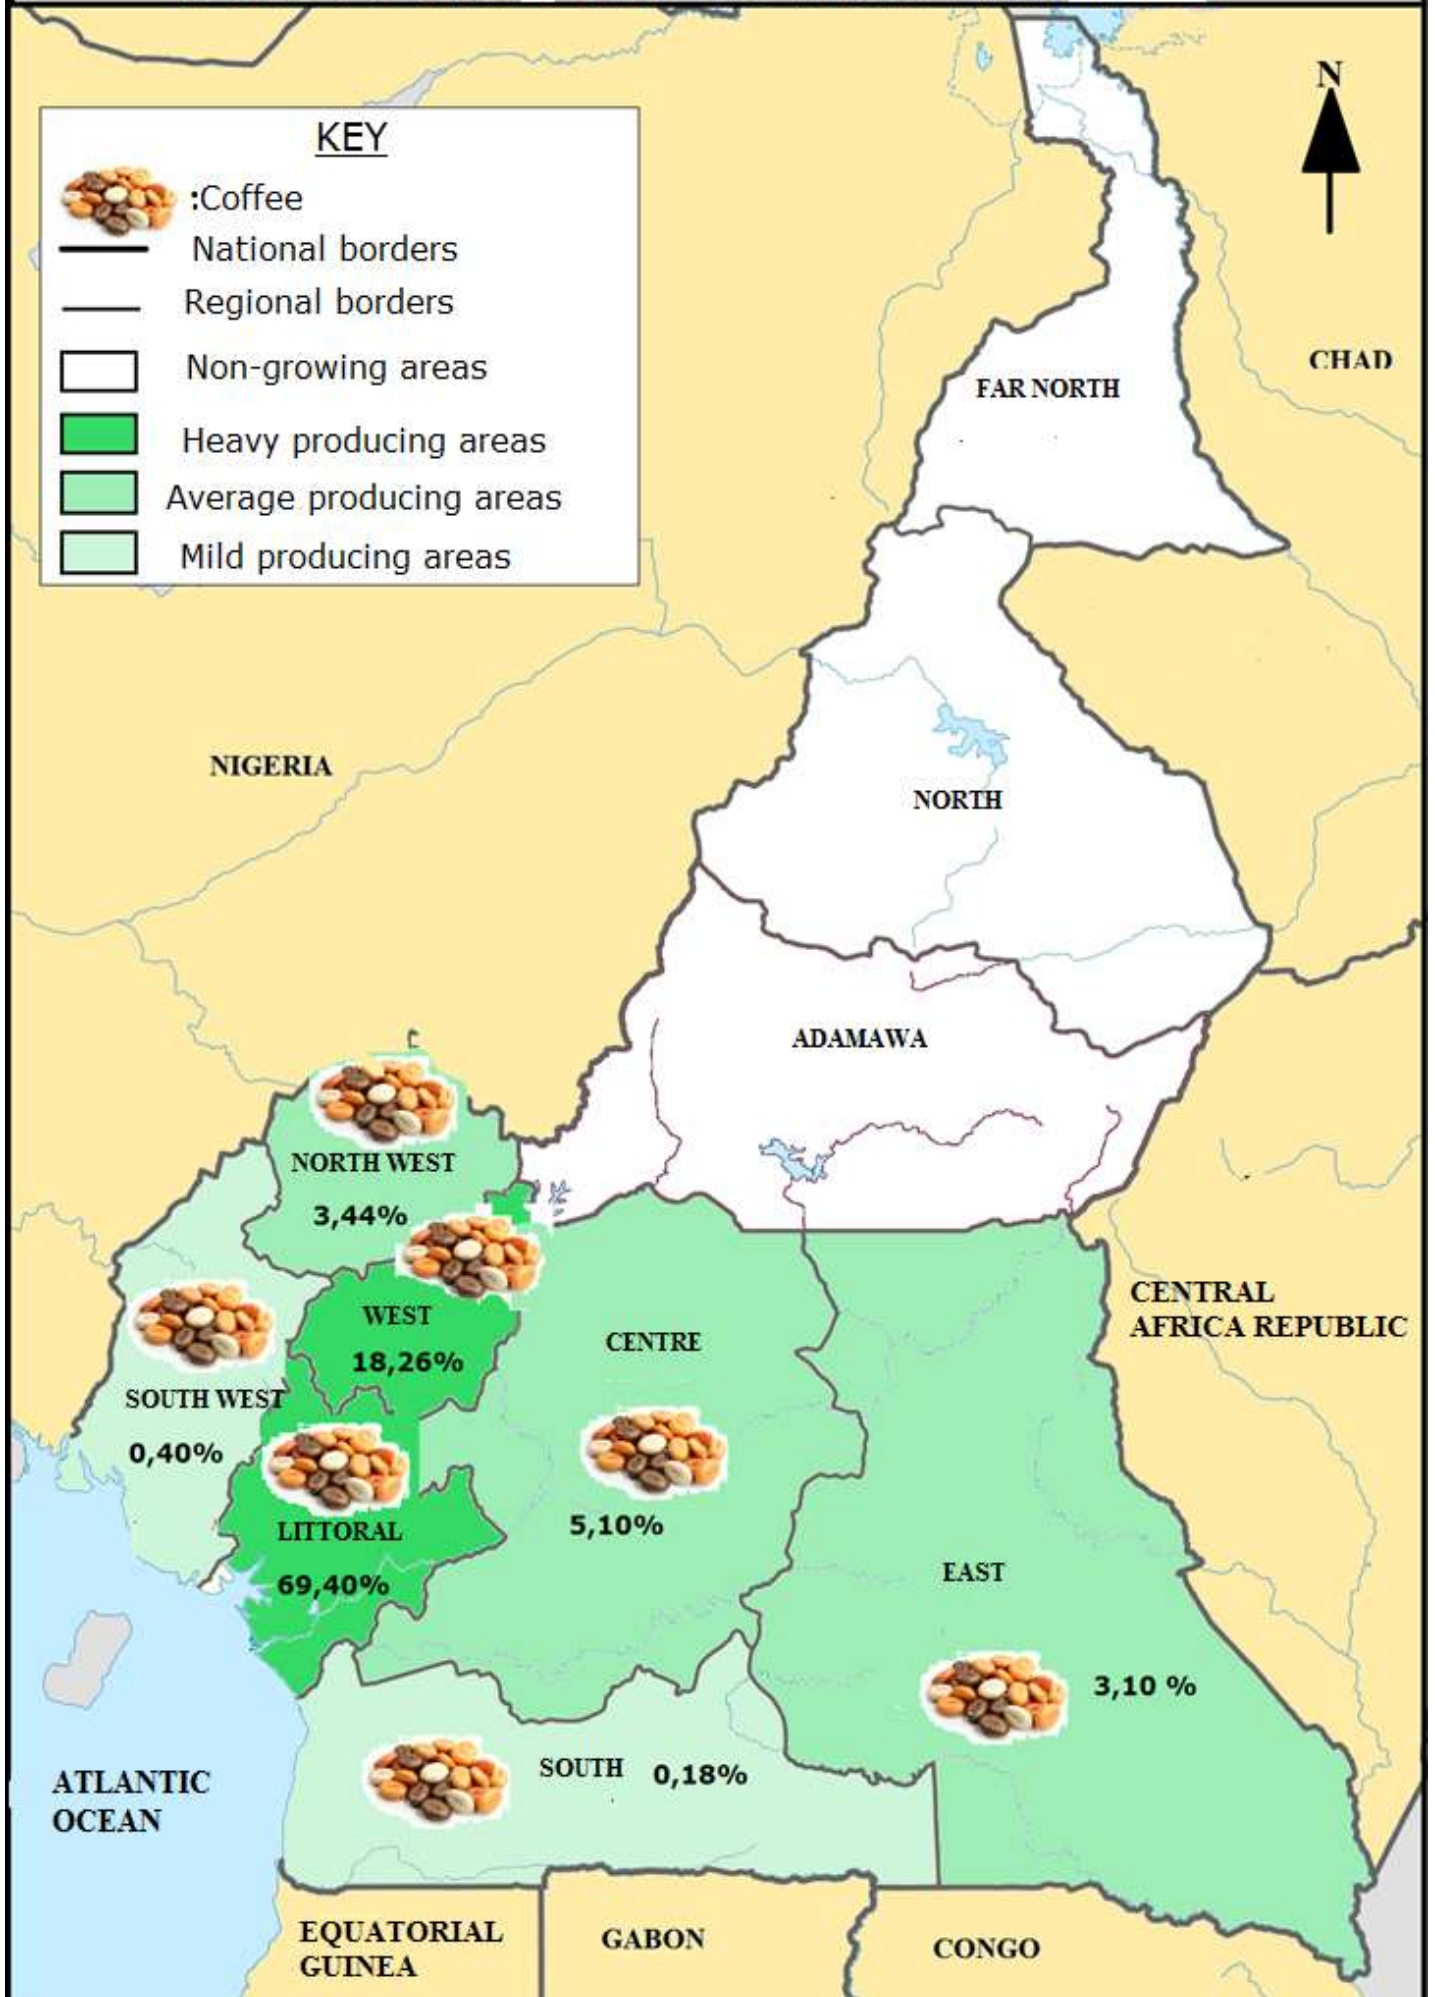 N
KEY
:Coffee
National borders
Regional borders
Non-growing areas
Heavy producing areas
Average producing areas
Mild producing areas
CHAD
FAR NORTH
NIGERIA
NORTH
ADAMAWA
NORTH WEST
3,44%
WEST
18,26%
CENTRE
5,10%
CENTRAL
AFRICA REPUBLIC
SOUTH WEST
0,40%
LITTORAL
69,40%
EAST
3,10 %
SOUTH 0,18%
ATLANTIC
OCEAN
EQUATORIAL
GUINEA
GABON
CONGO